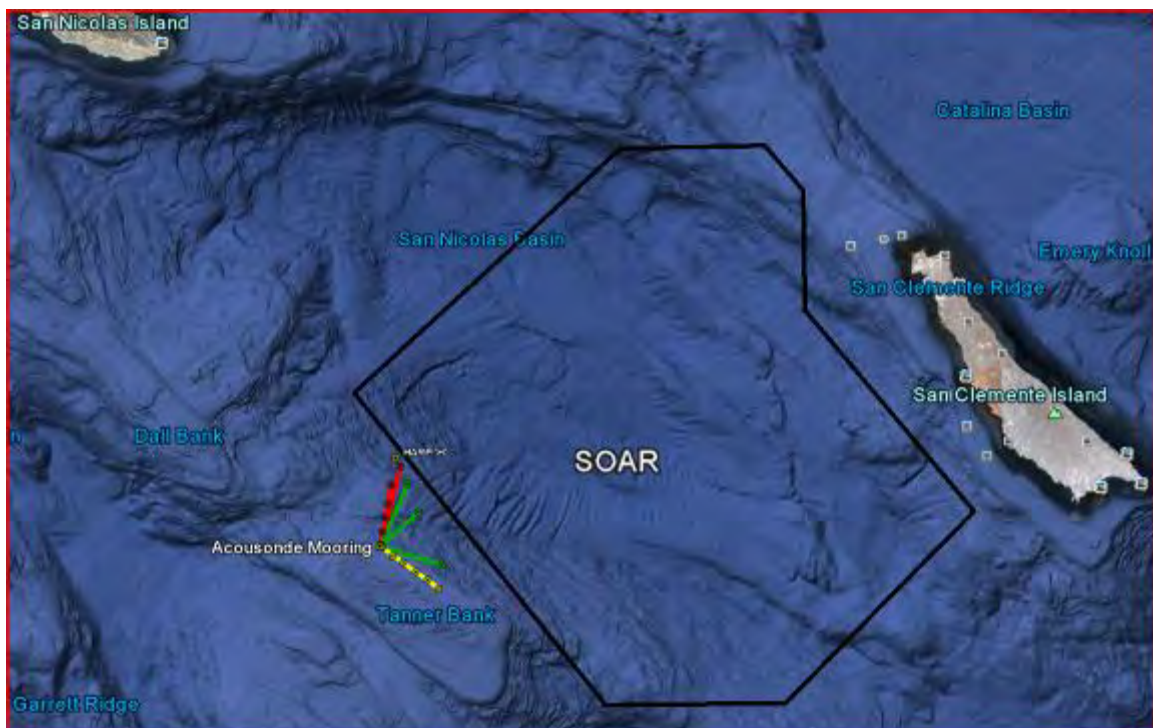 San Nicolas Island
Catalina Basin
San Nicolas Basin
Emery Knoll
San Clemente Ridge
San Clemente Island
Dall Bank
SOAR
Acousonde Mooring
Tanner Bank
Garrett Ridge